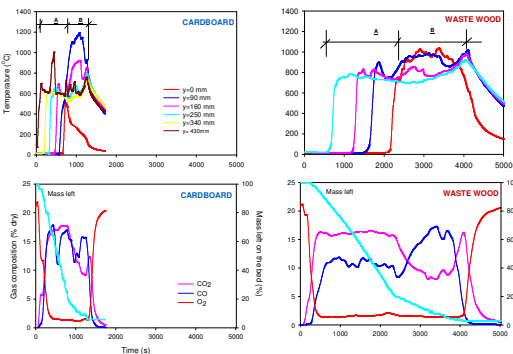 1400
1200
1000
800
600
400
200
0
Temperature (°C)
A
B
CARDBOARD
y=0 mm
y=90 mm
y=160 mm
y=250 mm
y=340 mm
y= 430mm
0
1000
2000
3000
4000
5000
1400
1200
1000
800
600
400
200
0
A
B
WASTE WOOD
0
1000
2000
3000
4000
5000
25
20
15
10
5
0
Gas composition (% dry)
Mass left
CARDBOARD
CO2
CO
O2
100
80
60
40
20
0
Mass left on the bed (%)
0
1000
2000
3000
4000
5000
Time (s)
25
20
15
10
5
0
Mass left
WASTE WOOD
100
80
60
40
20
0
0
1000
2000
3000
4000
5000